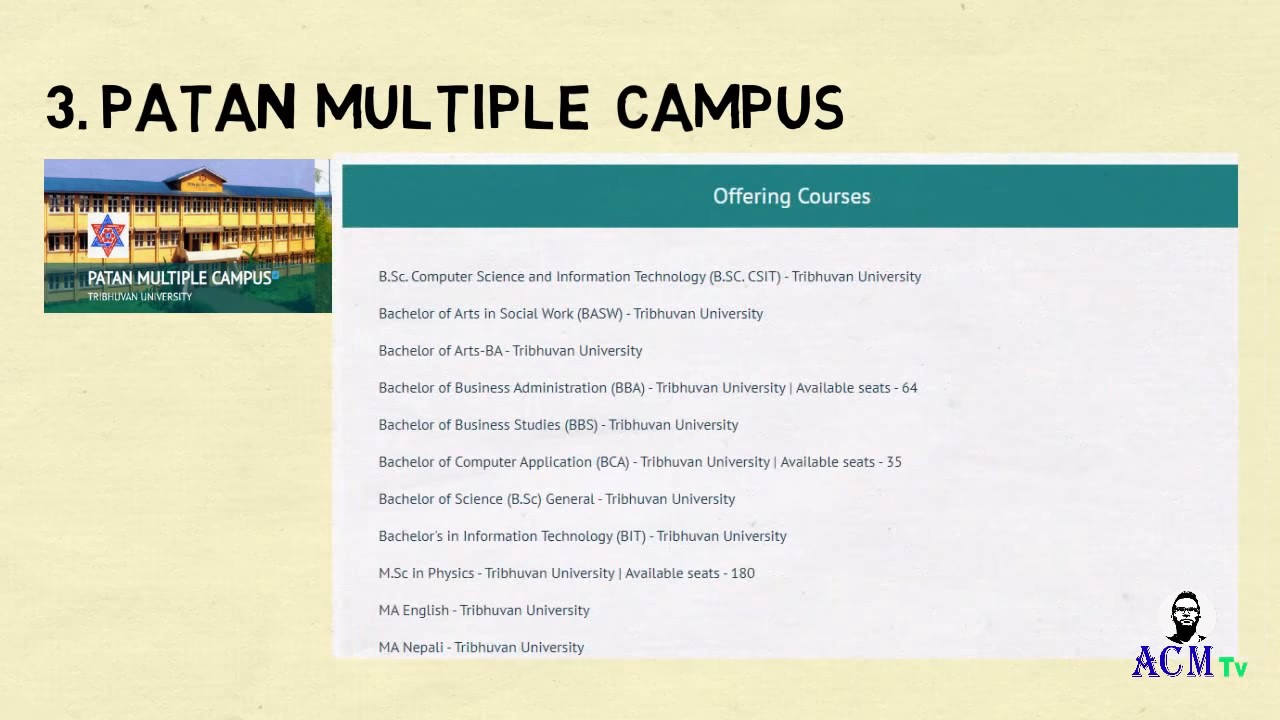 3. PATAN MULTIPLE CAMPUS
PATAN MULTIPLE CAMPUS
TRIBHUVAN UNIVERSITY
Offering Courses
B.Sc. Computer Science and Information Technology (B.SC. CSIT) - Tribhuvan University
Bachelor of Arts in Social Work (BASW) - Tribhuvan University
Bachelor of Arts-BA - Tribhuvan University
Bachelor of Business Administration (BBA) - Tribhuvan University | Available seats - 64
Bachelor of Business Studies (BBS) - Tribhuvan University
Bachelor of Computer Application (BCA) - Tribhuvan University | Available seats - 35
Bachelor of Science (B.Sc) General - Tribhuvan University
Bachelor's in Information Technology (BIT) - Tribhuvan University
M.Sc in Physics - Tribhuvan University | Available seats - 180
MA English - Tribhuvan University
MA Nepali - Tribhuvan University
ACM Tv